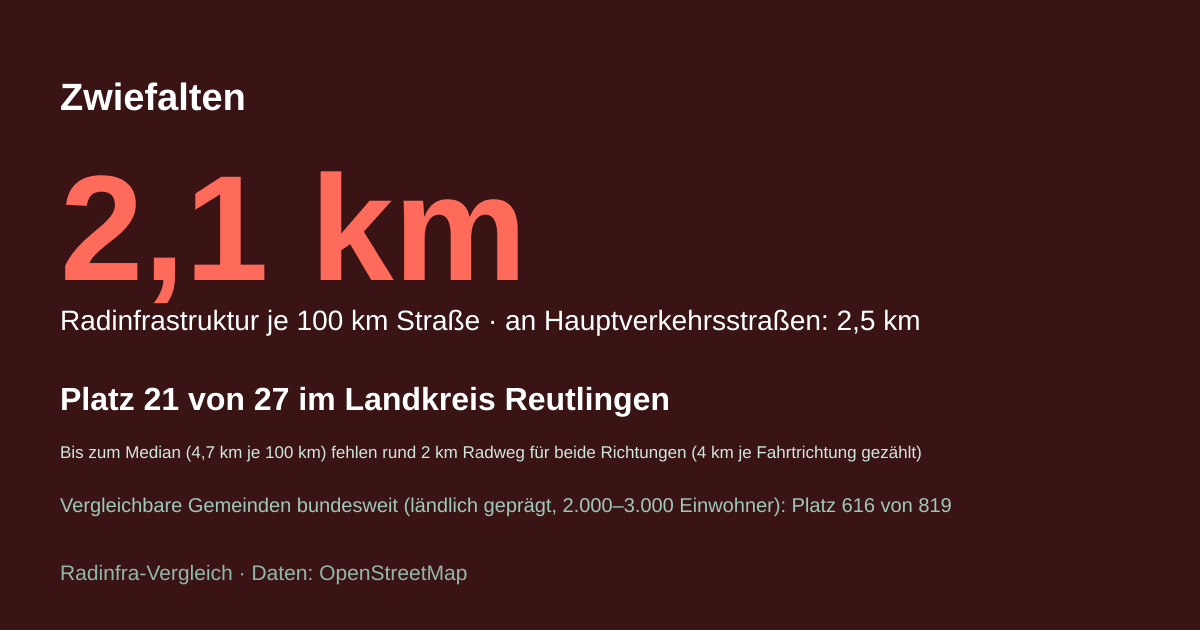 Zwiefalten
2,1 km
Radinfrastruktur je 100 km Straße · an Hauptverkehrsstraßen: 2,5 km
Platz 21 von 27 im Landkreis Reutlingen
Bis zum Median (4,7 km je 100 km) fehlen rund 2 km Radweg für beide Richtungen (4 km je Fahrtrichtung gezählt)
Vergleichbare Gemeinden bundesweit (ländlich geprägt, 2.000–3.000 Einwohner): Platz 616 von 819
Radinfra-Vergleich · Daten: OpenStreetMap